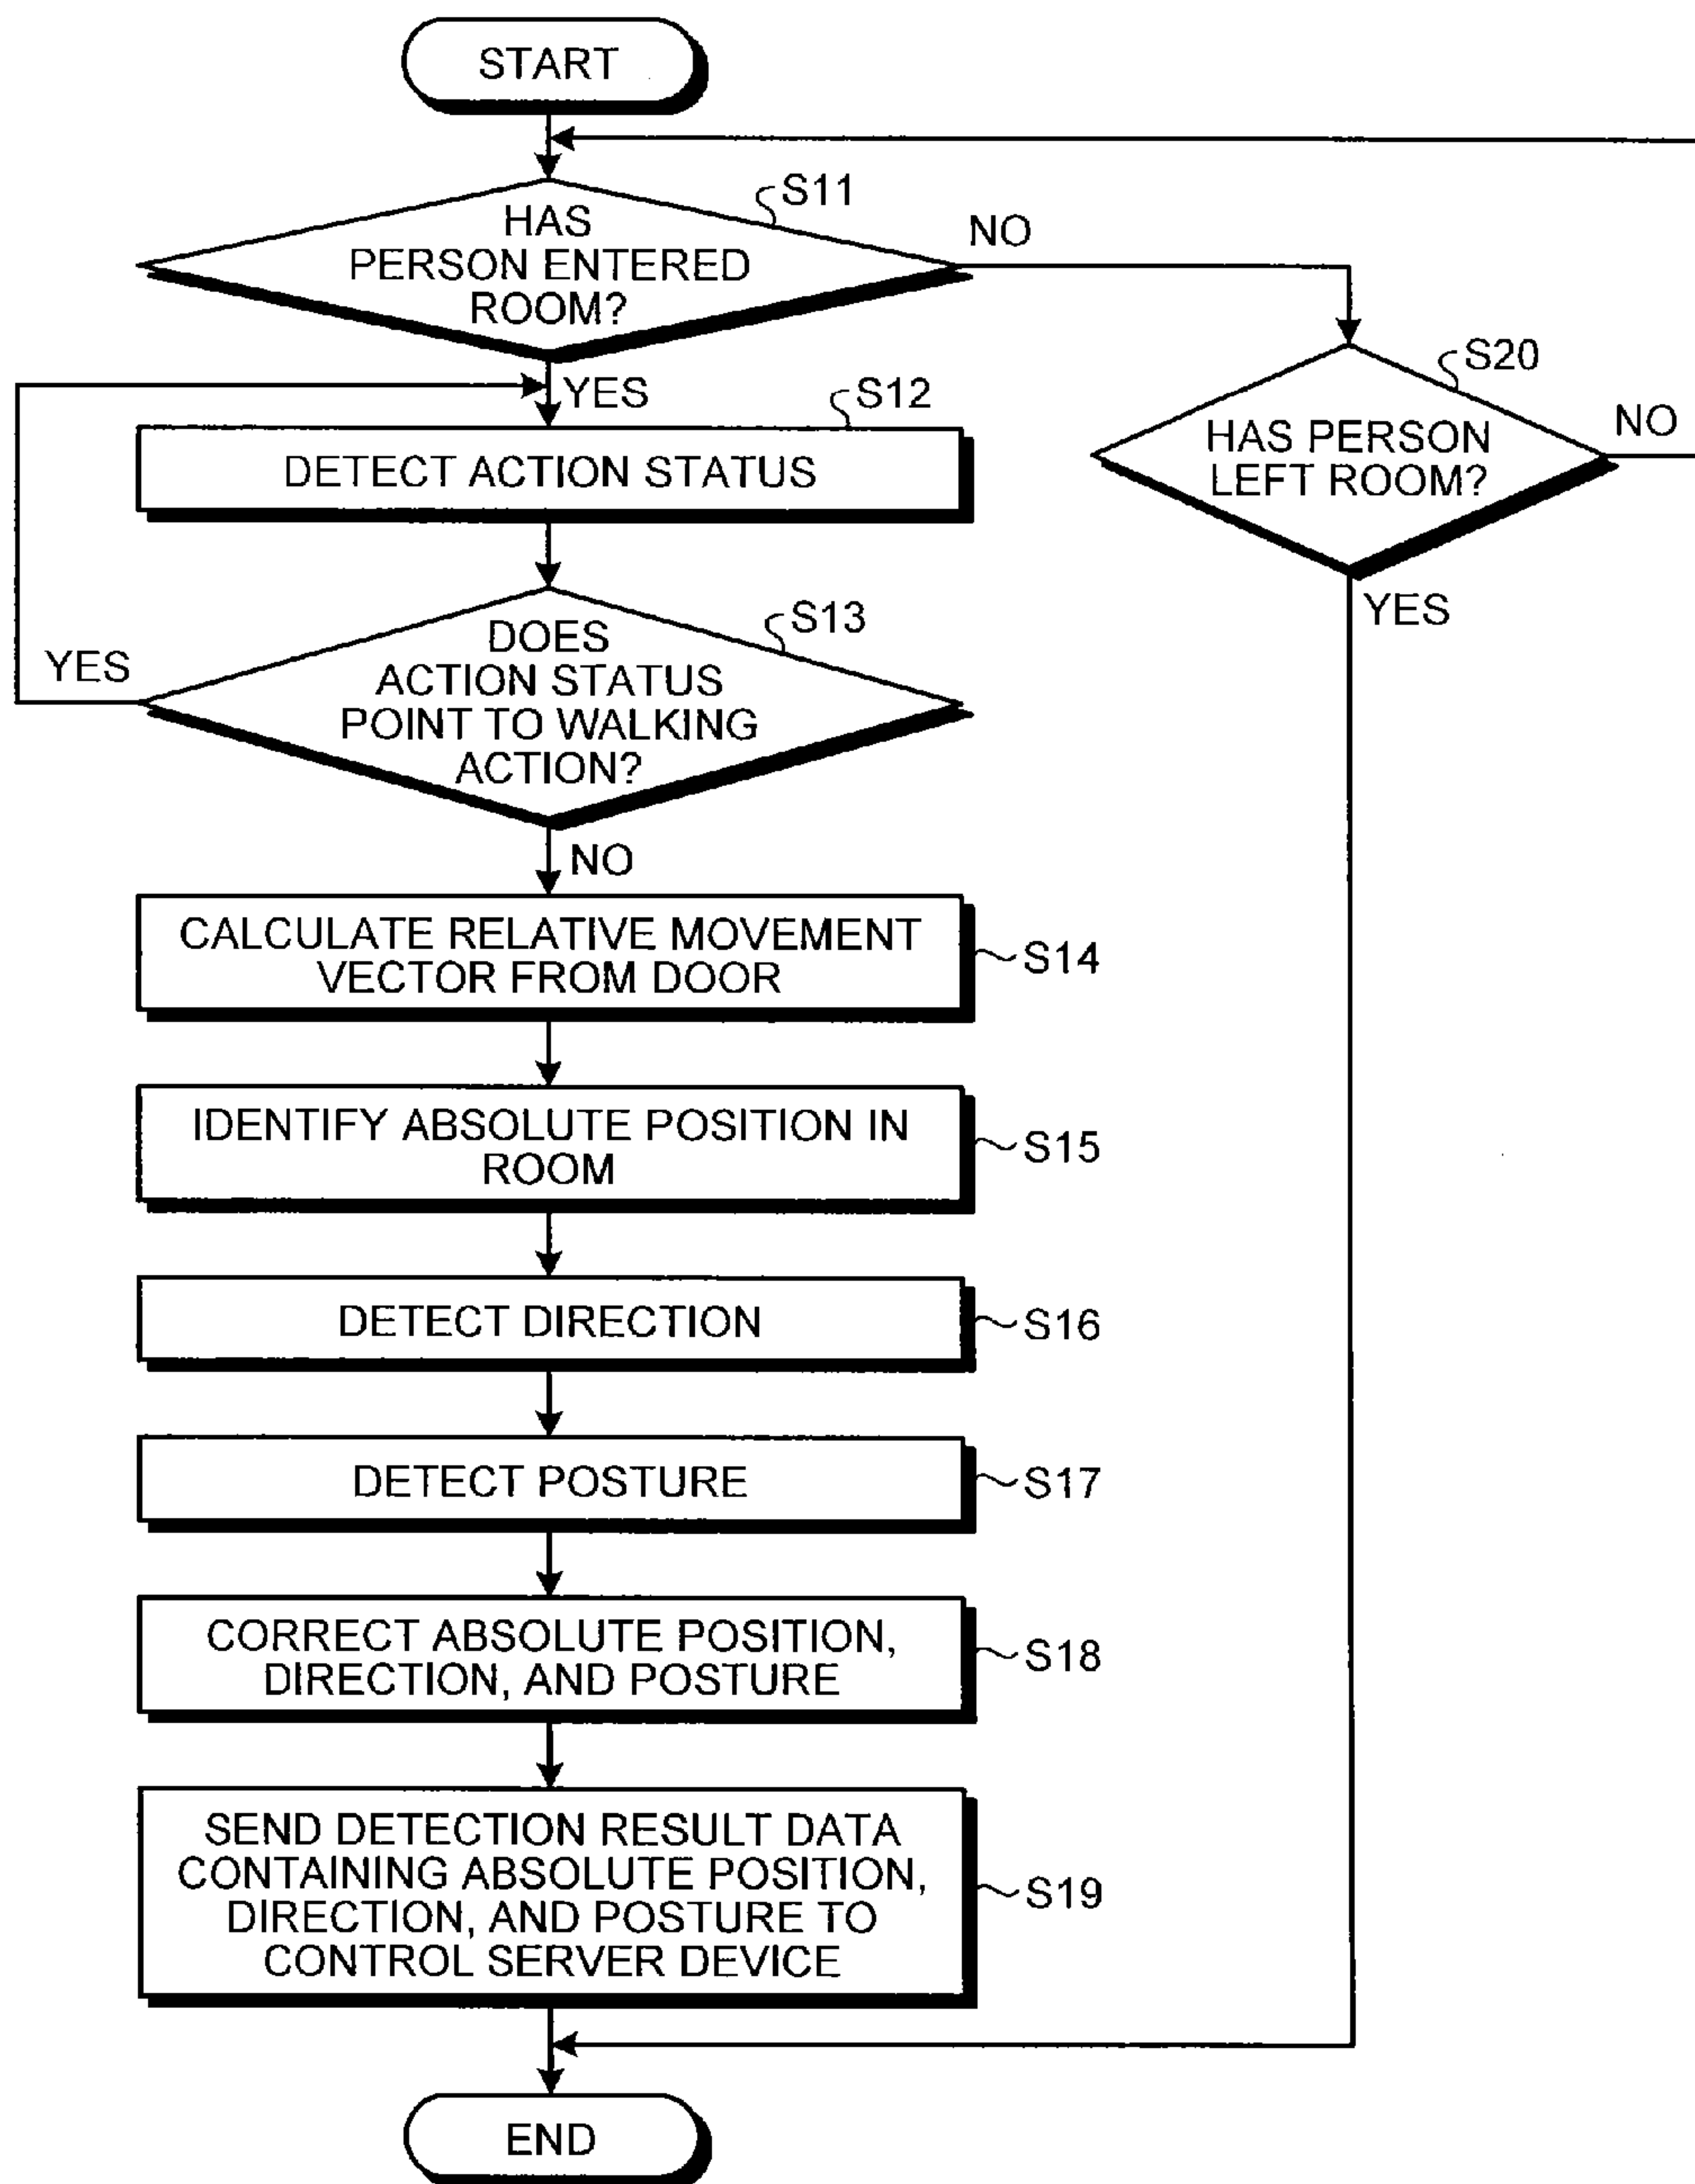 START
S11
HAS
PERSON ENTERED
ROOM?
NO
YES
S20
HAS PERSON
LEFT ROOM?
NO
YES
S12
DETECT ACTION STATUS
S13
DOES
ACTION STATUS
POINT TO WALKING
ACTION?
YES
NO
CALCULATE RELATIVE MOVEMENT
VECTOR FROM DOOR
S14
IDENTIFY ABSOLUTE POSITION IN
ROOM
S15
DETECT DIRECTION
S16
DETECT POSTURE
S17
CORRECT ABSOLUTE POSITION,
DIRECTION, AND POSTURE
S18
SEND DETECTION RESULT DATA
CONTAINING ABSOLUTE POSITION,
DIRECTION, AND POSTURE TO
CONTROL SERVER DEVICE
S19
END